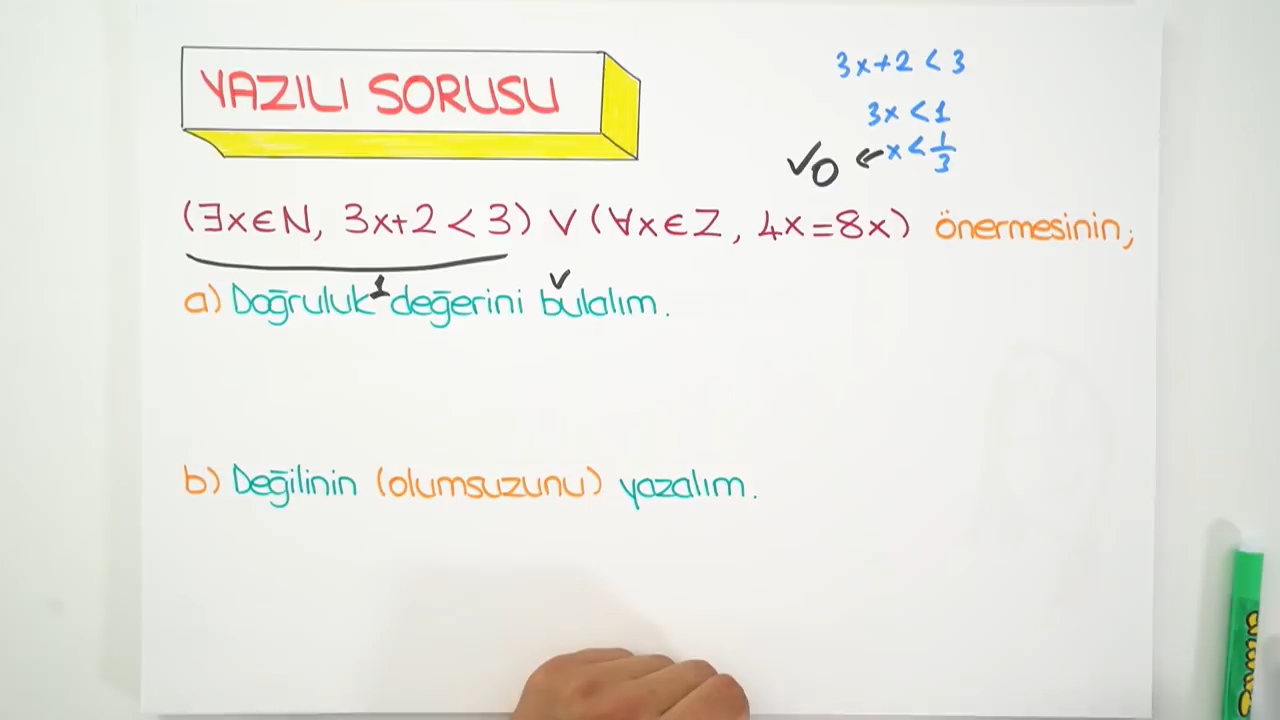 YAZILI SORUSU
3x+2 < 3
3x < 1
✓0 ← x < 1/3
(∃x∈N, 3x+2 < 3) ∨ (∀x∈Z, 4x=8x) önermesinin;
1 ∨
a) Doğruluk değerini bulalım.
b) Değilinin (olumsuzunu) yazalım.